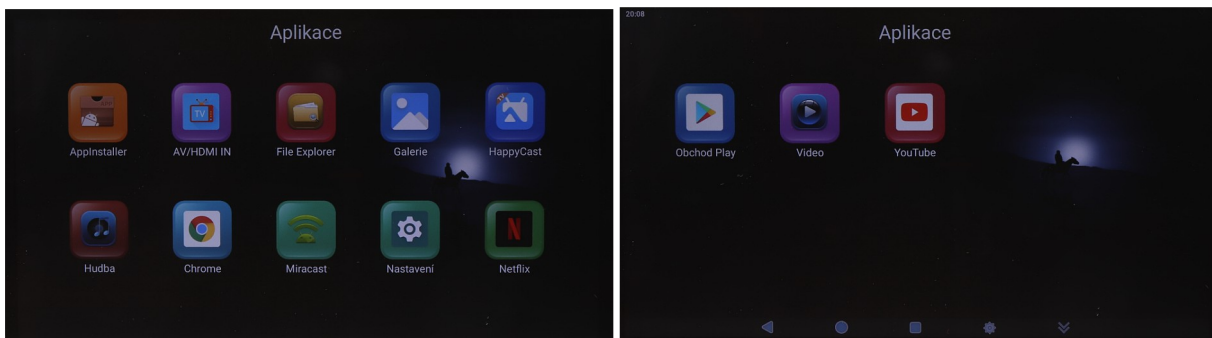 Aplikace
AppInstaller AV/HDMI IN File Explorer Galerie HappyCast
Hudba Chrome Miracast Nastavení Netflix
20:08
Aplikace
Obchod Play Video YouTube